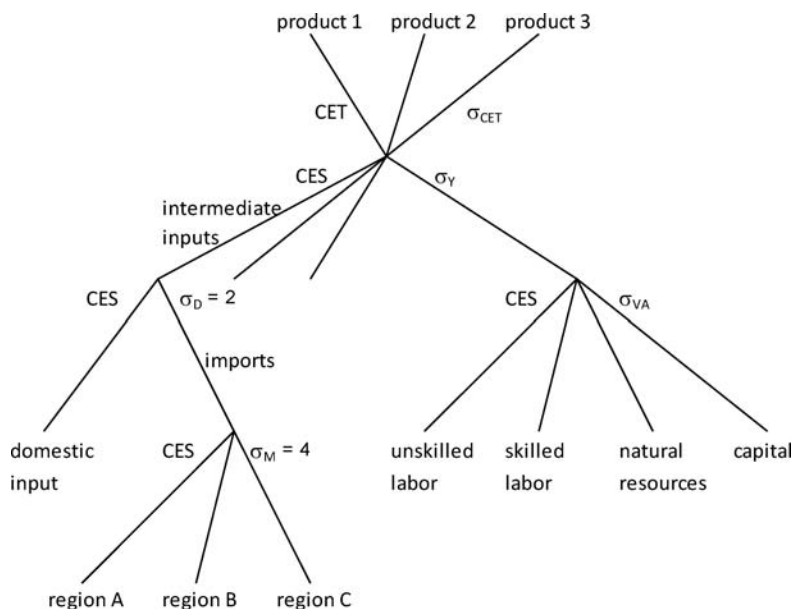 product 1 product 2 product 3
CET σCET
CES σY
intermediate
inputs
CES σD = 2 CES σVA
imports
domestic
input
CES σM = 4
unskilled
labor
skilled
labor
natural
resources
capital
region A region B region C